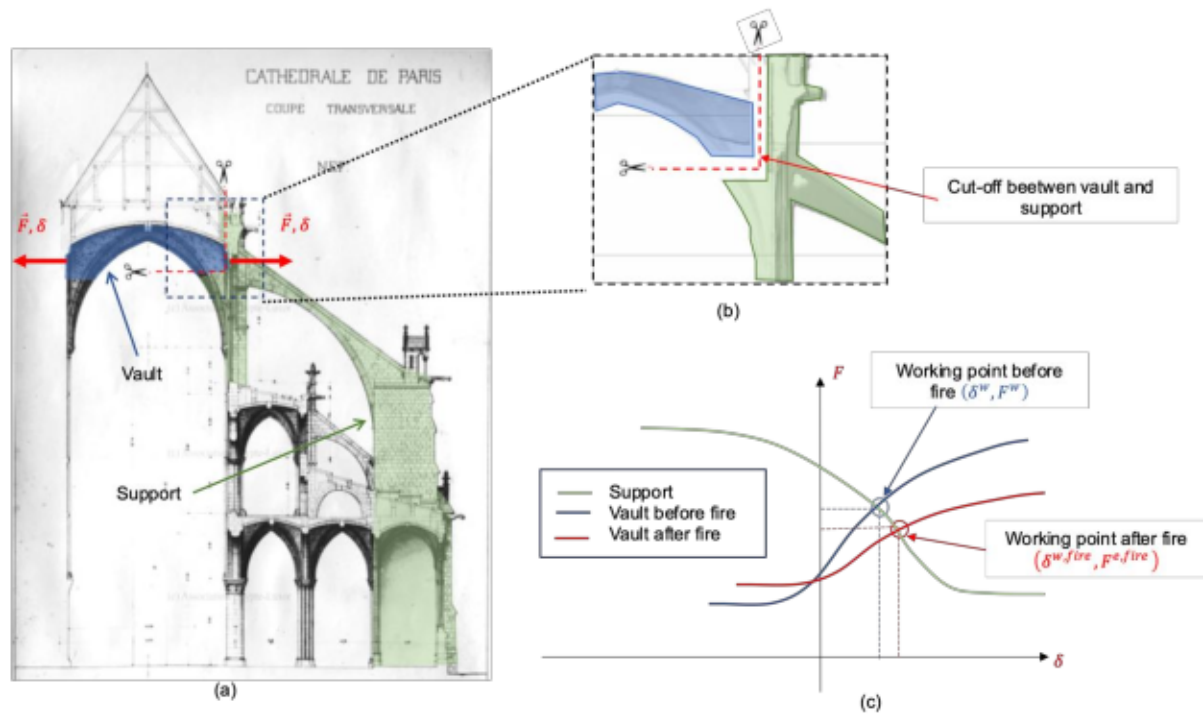 CATHEDRALE DE PARIS
COUPE TRANSVERSALE
NEF
F⃗, δ
F⃗, δ
Vault
Support
(a)
Cut-off beetwen vault and
support
(b)
F
Working point before
fire (δ^w, F^w)
Support
Vault before fire
Vault after fire
Working point after fire
(δ^{w,fire}, F^{e,fire})
δ
(c)